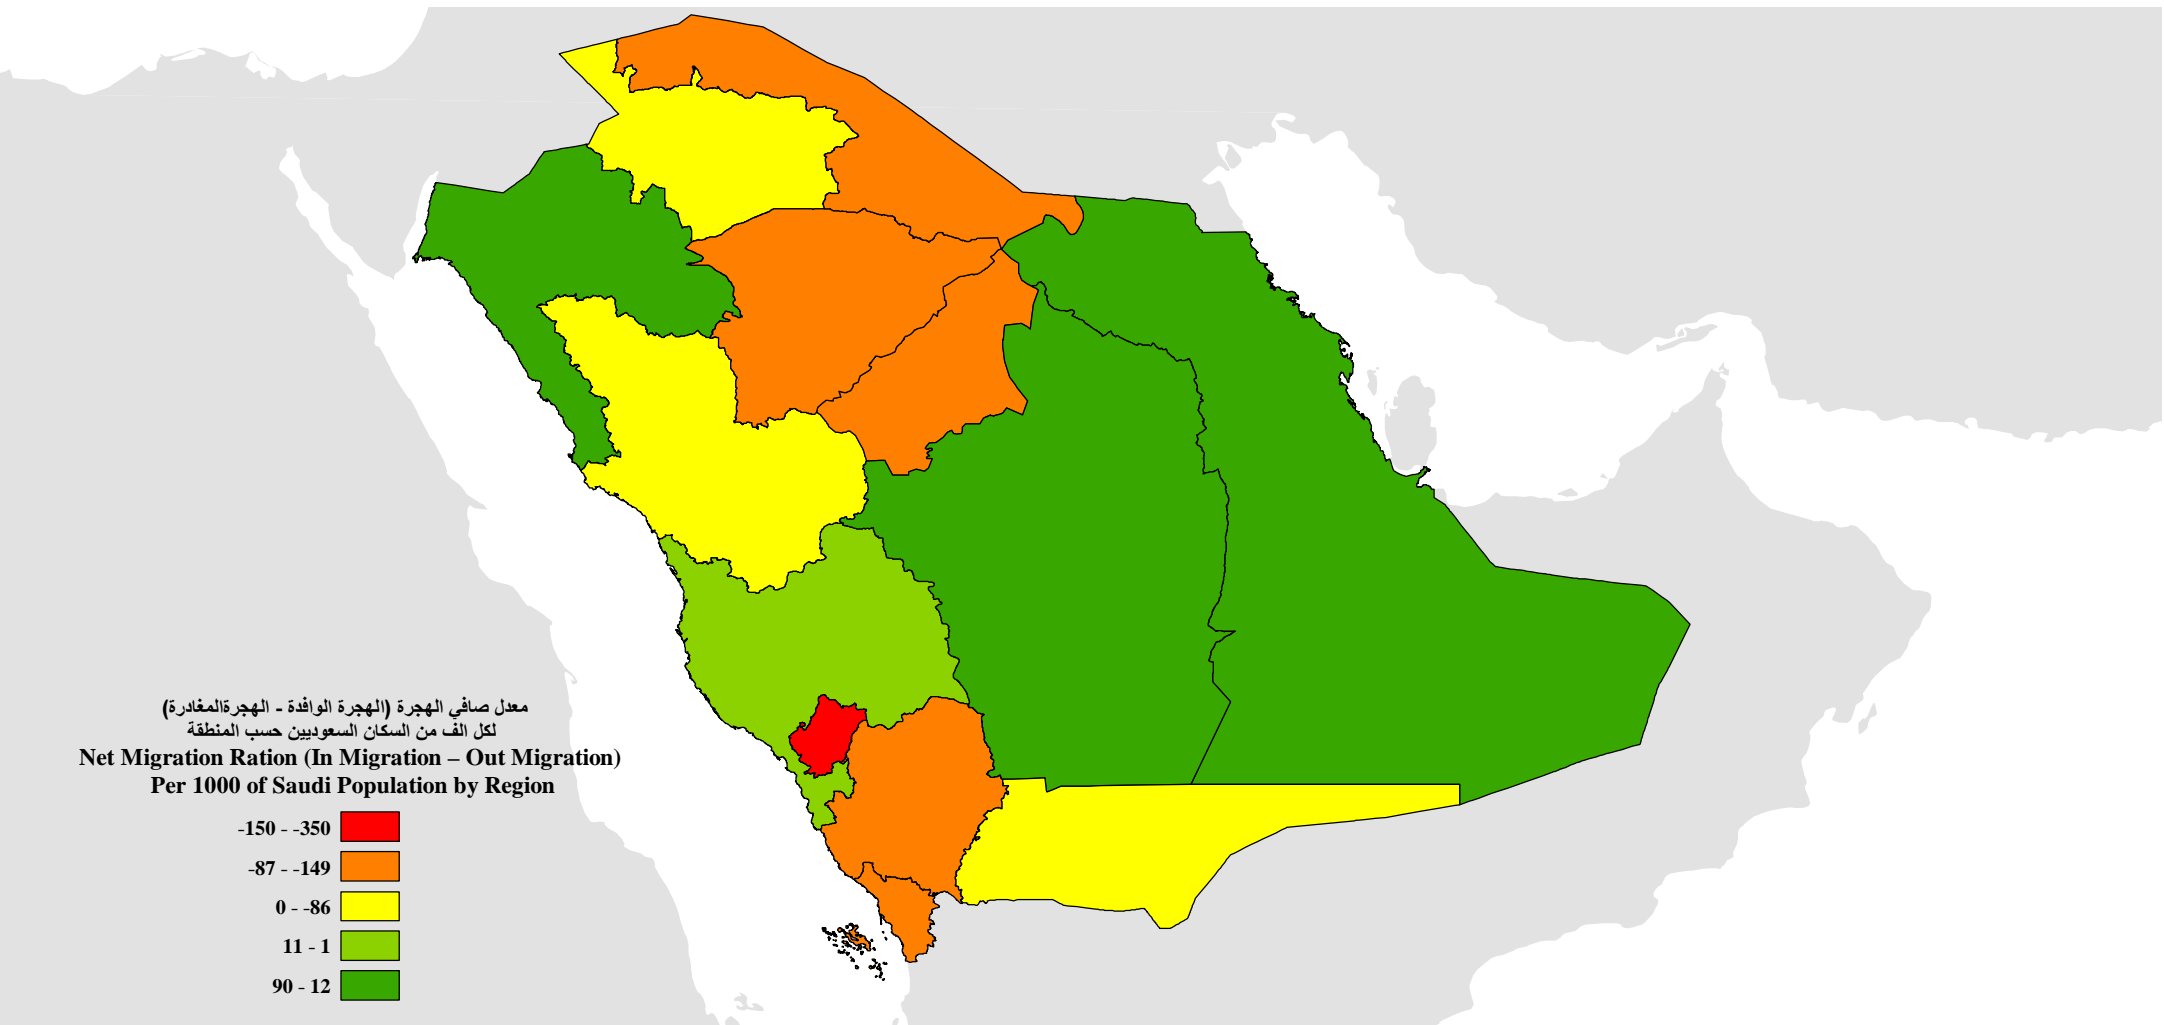 معدل صافي الهجرة (الهجرة الوافدة - الهجرةالمغادرة)
لكل الف من السكان السعوديين حسب المنطقة
Net Migration Ration (In Migration – Out Migration)
Per 1000 of Saudi Population by Region
-150 - -350
-87 - -149
0 - -86
11 - 1
90 - 12